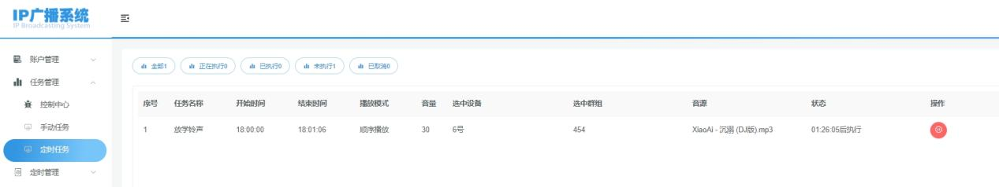 IP广播系统
IP Broadcasting System
账户管理
任务管理
控制中心
手动任务
定时任务
定时管理
全部1 正在执行0 已执行0 未执行1 已取消0
序号 任务名称 开始时间 结束时间 播放模式 音量 选中设备 选中群组 音源 状态 操作
1 放学铃声 18:00:00 18:01:06 顺序播放 30 6号 454 XiaoAi - 沉溺 (DJ版).mp3 01:26:05后执行